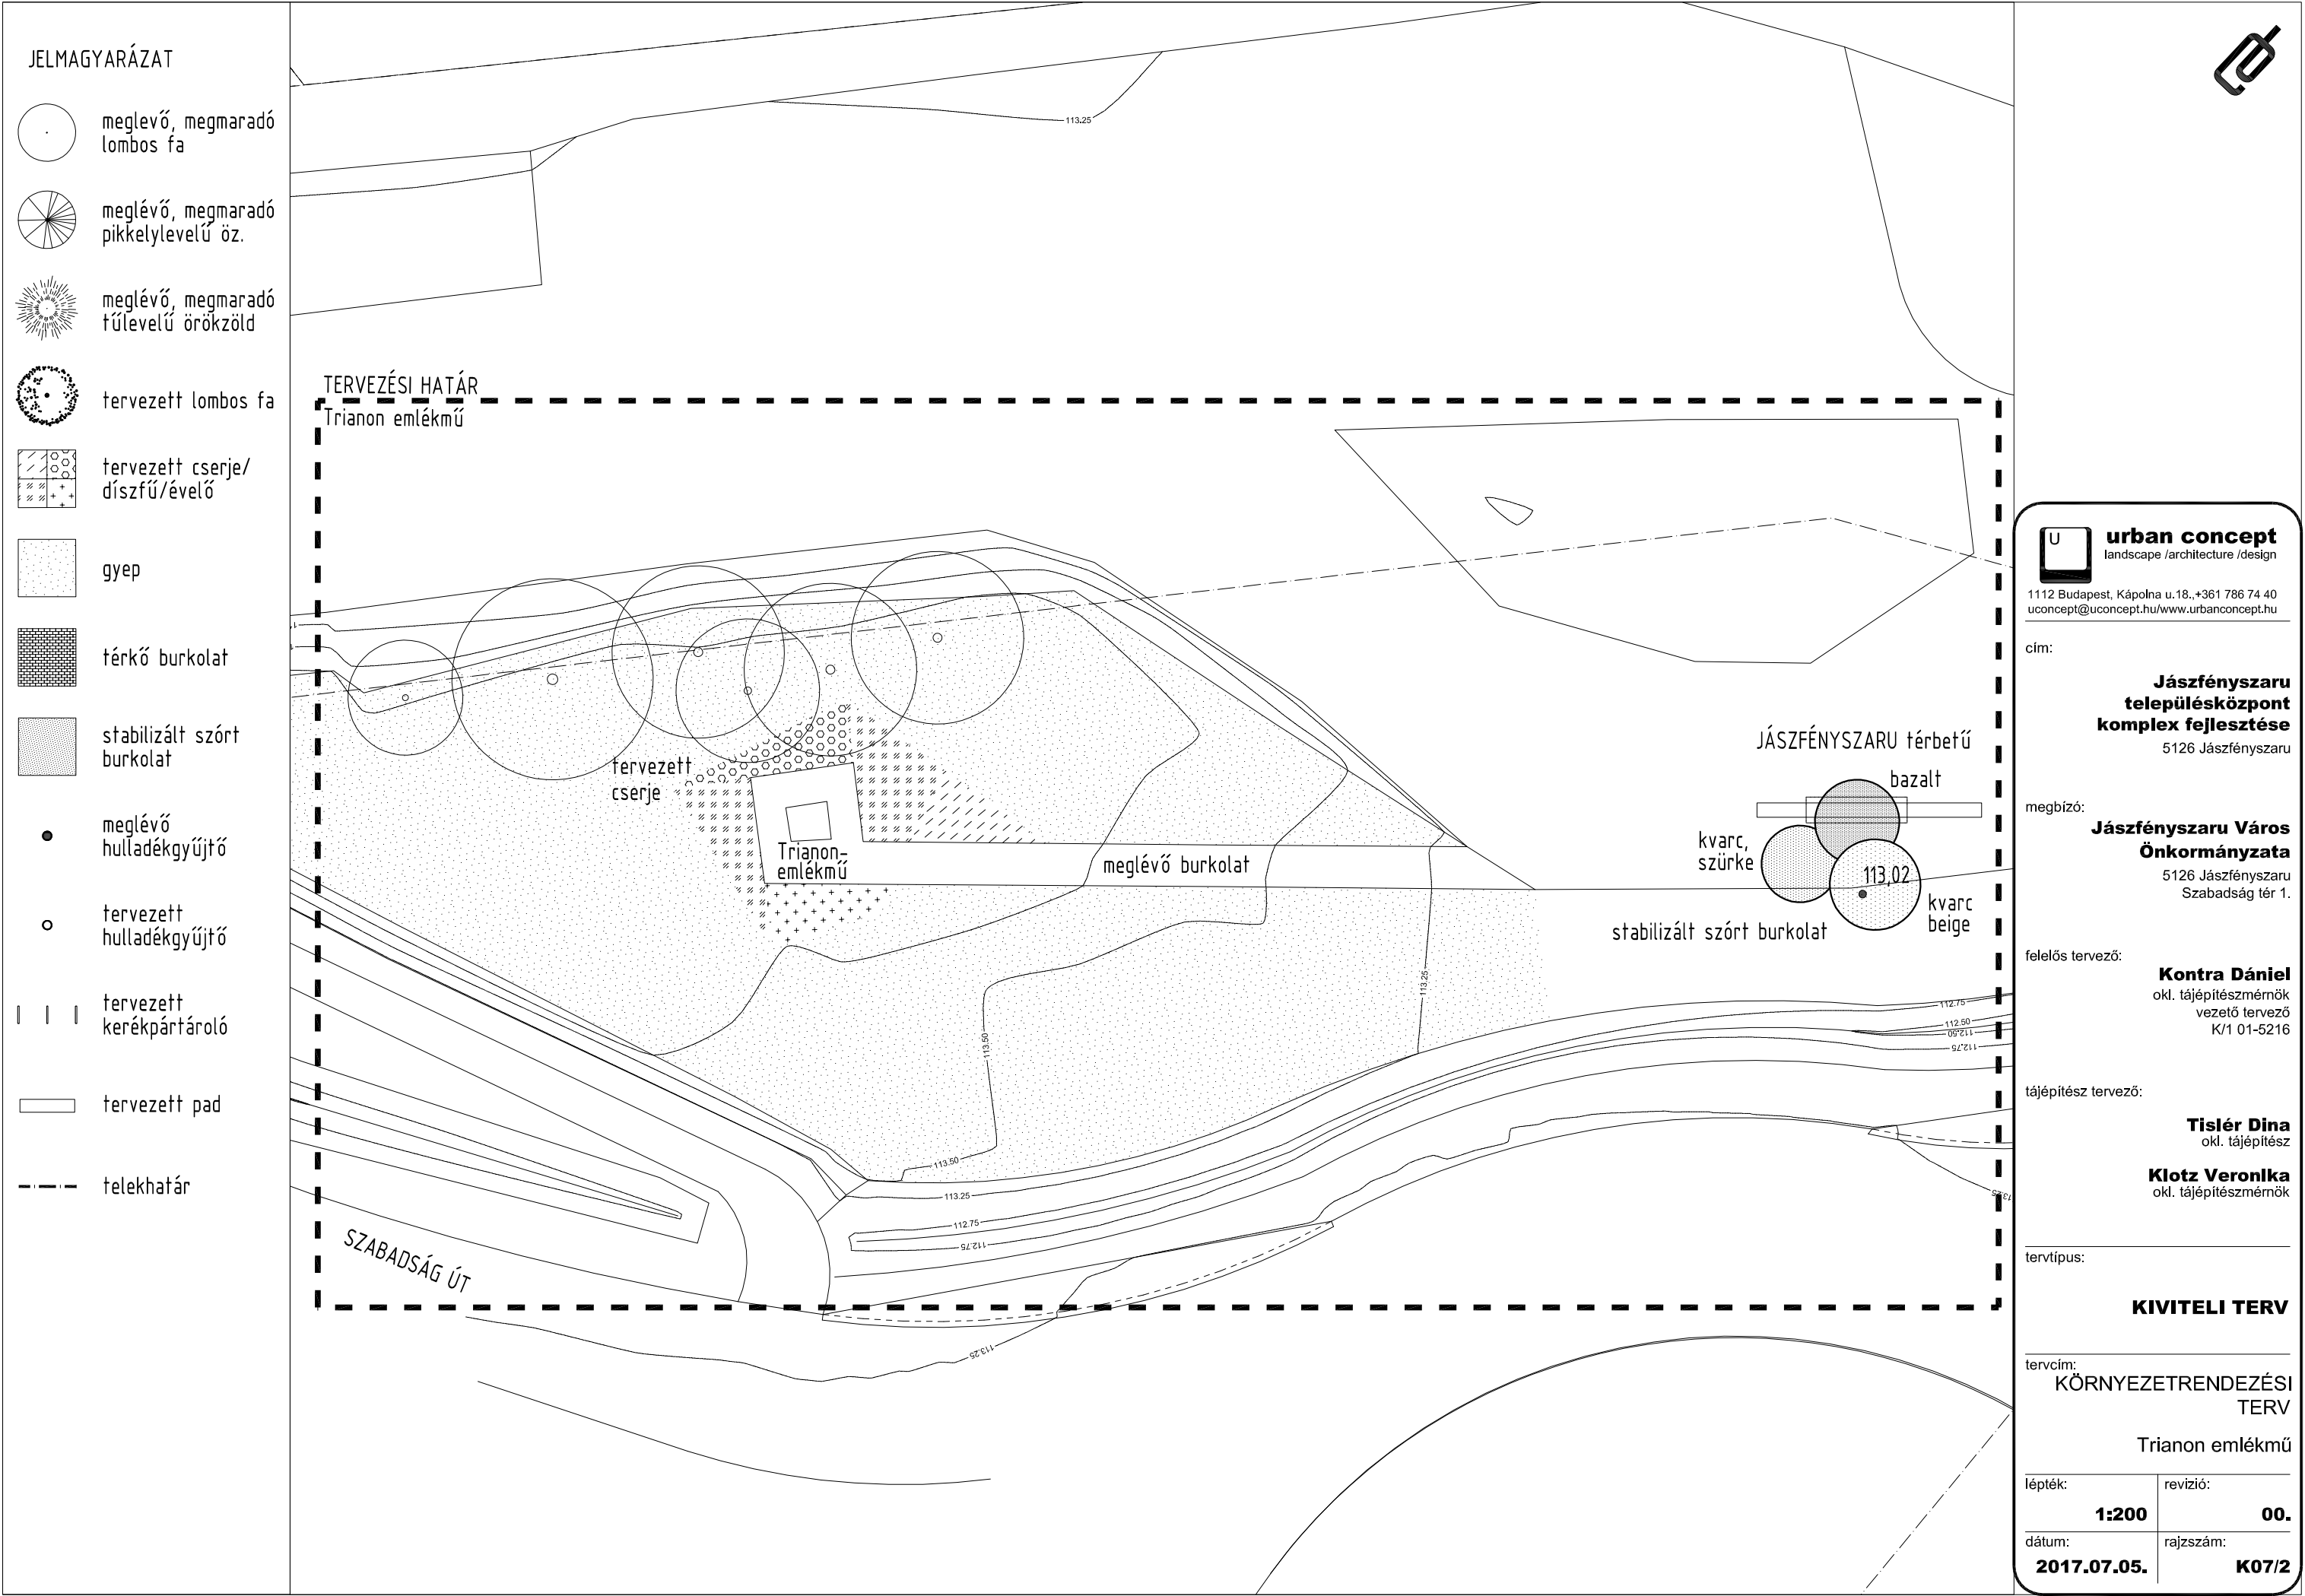 JELMAGYARÁZAT
meglevő, megmaradó
lombos fa
meglévő, megmaradó
pikkelylevelű öz.
meglévő, megmaradó
tűlevelű örökzöld
tervezett lombos fa
tervezett cserje/
díszfű/évelő
gyep
térkő burkolat
stabilizált szórt
burkolat
meglévő
hulladékgyűjtő
tervezett
hulladékgyűjtő
tervezett
kerékpártároló
tervezett pad
telekhatár
113.25
TERVEZÉSI HATÁR
Trianon emlékmű
tervezett
cserje
Trianon-
emlékmű
meglévő burkolat
JÁSZFÉNYSZARU térbetű
bazalt
kvarc,
szürke
113,02
kvarc
beige
stabilizált szórt burkolat
113.25
113.50
112.75
112.50
112.50
112.75
113.50
113.25
112.75
112.75
113.25
113.25
SZABADSÁG ÚT
U
urban concept
landscape /architecture /design
1112 Budapest, Kápolna u.18.,+361 786 74 40
uconcept@uconcept.hu/www.urbanconcept.hu
cím:
Jászfényszaru
településközpont
komplex fejlesztése
5126 Jászfényszaru
megbízó:
Jászfényszaru Város
Önkormányzata
5126 Jászfényszaru
Szabadság tér 1.
felelős tervező:
Kontra Dániel
okl. tájépítészmérnök
vezető tervező
K/1 01-5216
tájépítész tervező:
Tislér Dina
okl. tájépítész
Klotz Veronika
okl. tájépítészmérnök
tervtípus:
KIVITELI TERV
tervcím:
KÖRNYEZETRENDEZÉSI
TERV
Trianon emlékmű
lépték:
1:200
revizió:
00.
dátum:
2017.07.05.
rajzszám:
K07/2